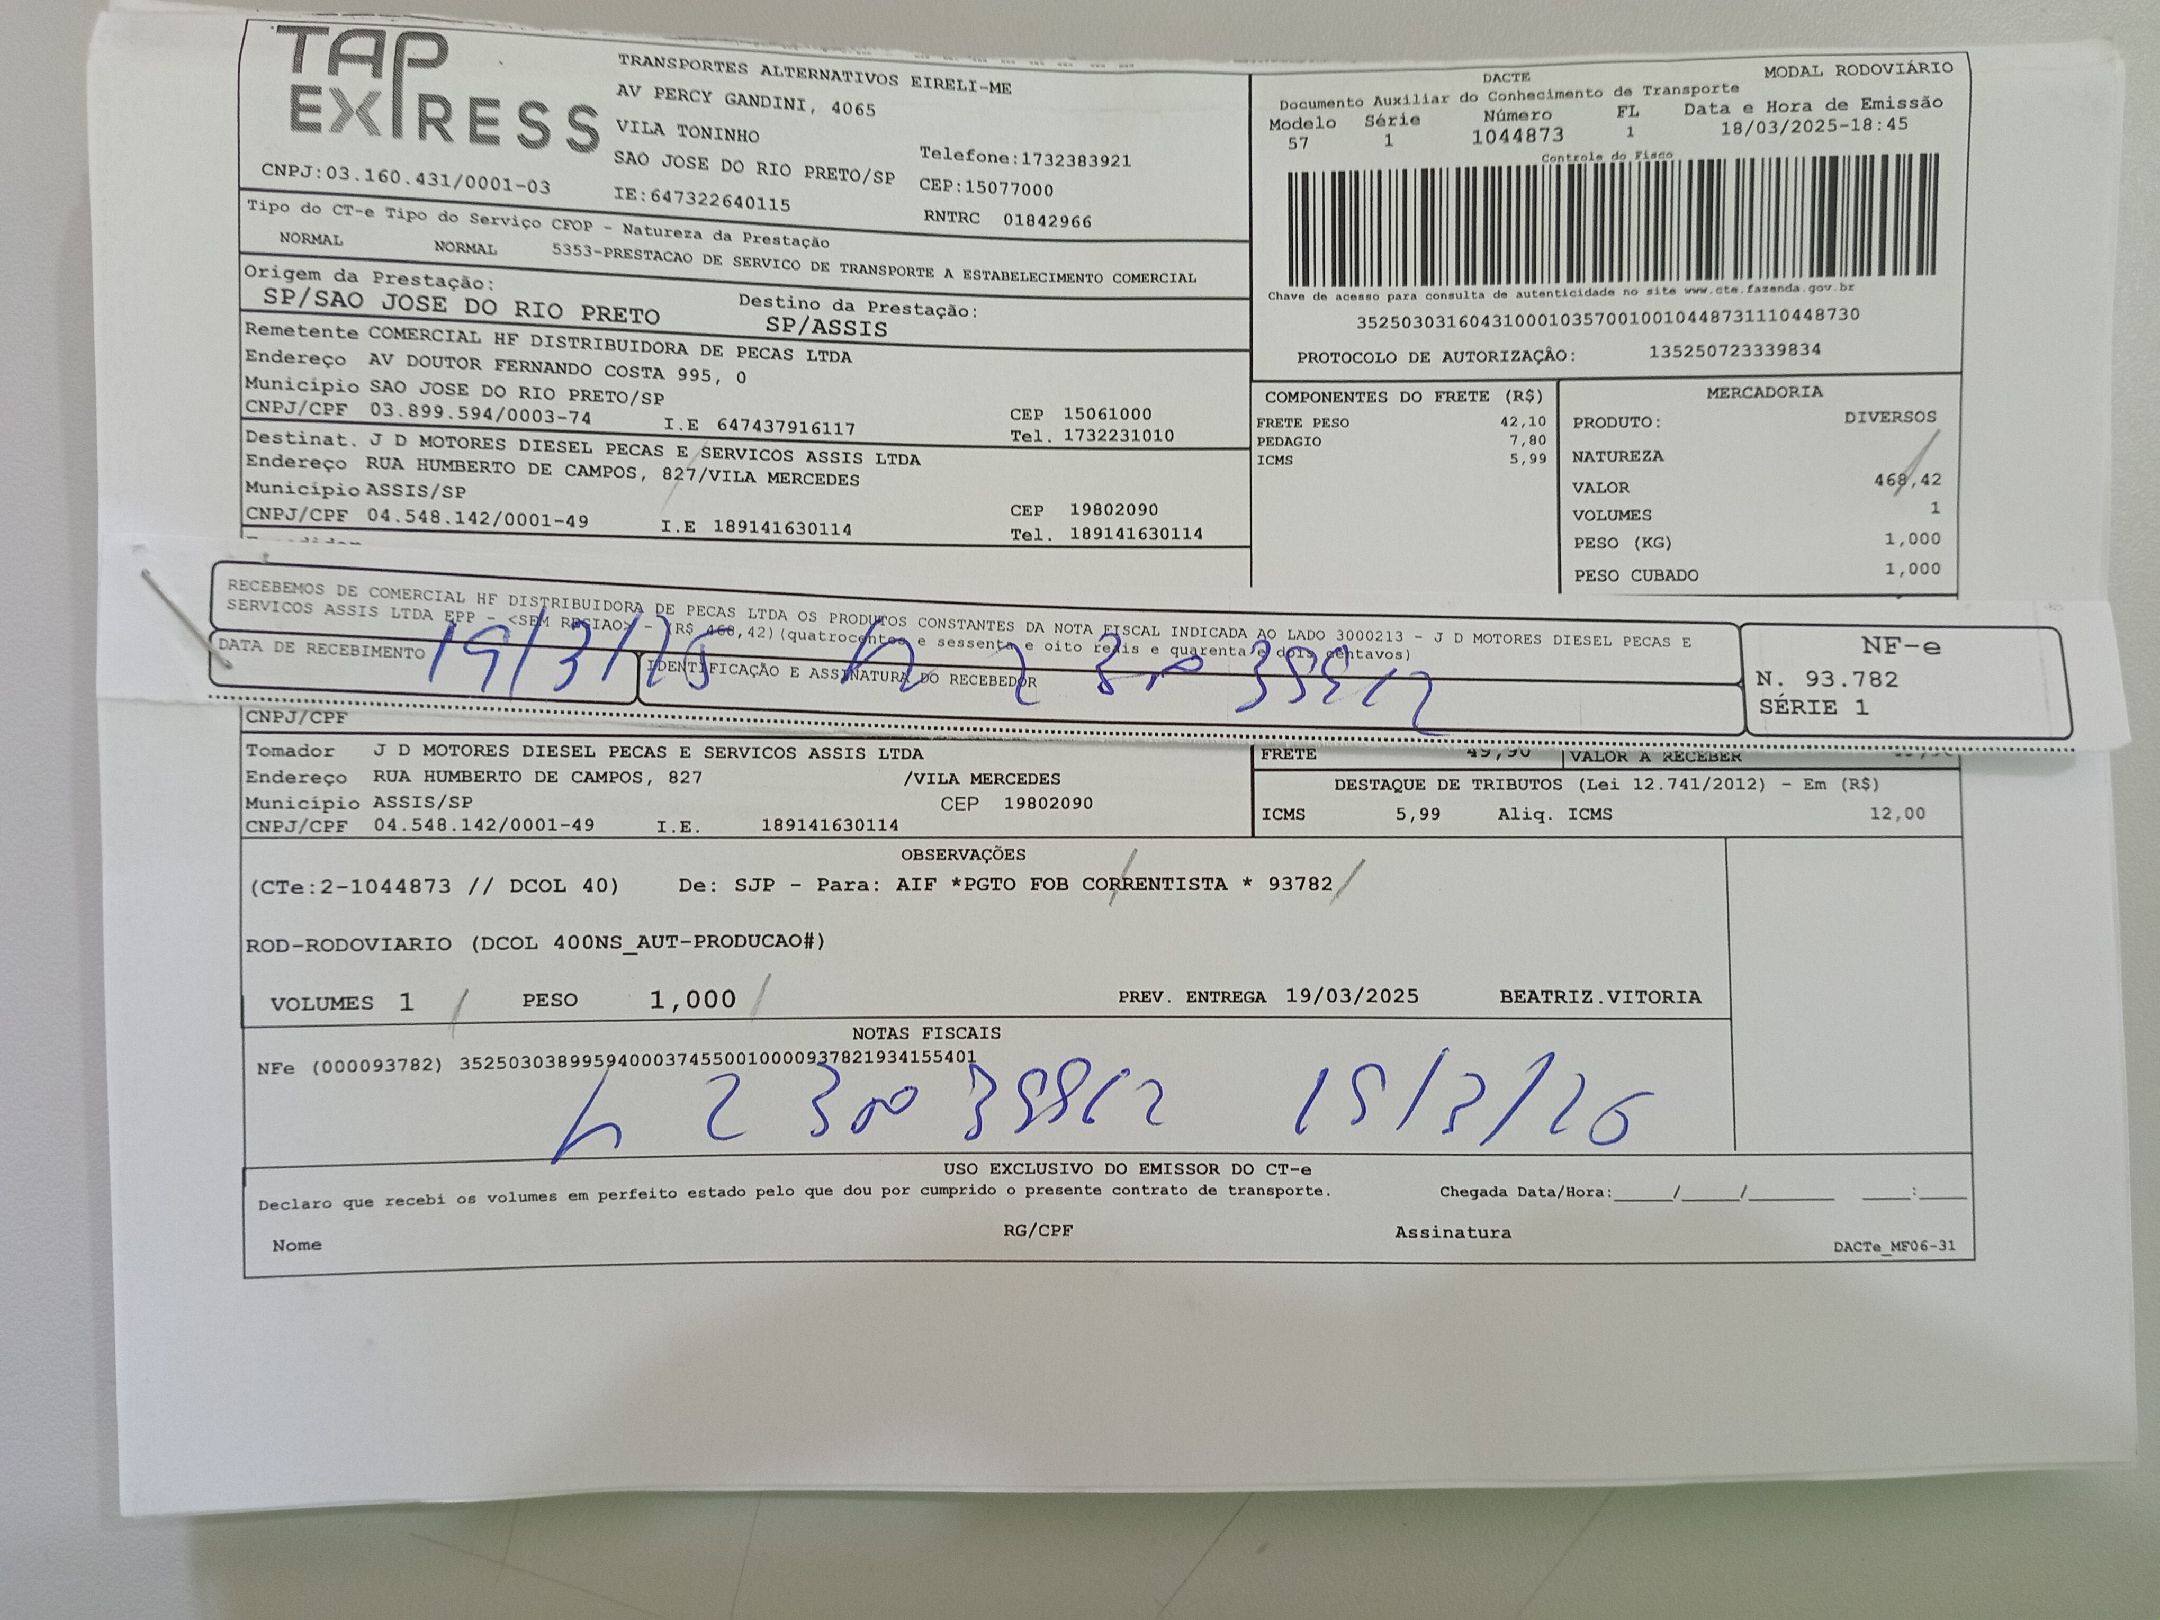 TAP EXPRESS
TRANSPORTES ALTERNATIVOS EIRELI-ME
AV PERCY GANDINI, 4065
VILA TONINHO
SAO JOSE DO RIO PRETO/SP
Telefone:1732383921
CEP:15077000
CNPJ:03.160.431/0001-03
IE:647322640115
RNTRC 01842966
Tipo do CT-e Tipo do Serviço CFOP - Natureza da Prestação
NORMAL NORMAL 5353-PRESTACAO DE SERVICO DE TRANSPORTE A ESTABELECIMENTO COMERCIAL
Origem da Prestação:
SP/SAO JOSE DO RIO PRETO
Destino da Prestação:
SP/ASSIS
Remetente COMERCIAL HF DISTRIBUIDORA DE PECAS LTDA
Endereço AV DOUTOR FERNANDO COSTA 995, 0
Município SAO JOSE DO RIO PRETO/SP
CNPJ/CPF 03.899.594/0003-74 I.E 647437916117
CEP 15061000
Tel. 1732231010
Destinat. J D MOTORES DIESEL PECAS E SERVICOS ASSIS LTDA
Endereço RUA HUMBERTO DE CAMPOS, 827/VILA MERCEDES
Município ASSIS/SP
CNPJ/CPF 04.548.142/0001-49 I.E 189141630114
CEP 19802090
Tel. 189141630114
DACTE
MODAL RODOVIÁRIO
Documento Auxiliar do Conhecimento de Transporte
Modelo Série Número FL Data e Hora de Emissão
57 1 1044873 1 18/03/2025-18:45
Controle do Fisco
Chave de acesso para consulta de autenticidade no site www.cte.fazenda.gov.br
35250303160431000103570010010448731110448730
PROTOCOLO DE AUTORIZAÇÃO: 135250723339834
COMPONENTES DO FRETE (R$)
FRETE PESO 42,10
PEDAGIO 7,80
ICMS 5,99
MERCADORIA
PRODUTO: DIVERSOS
NATUREZA
VALOR 468,42
VOLUMES 1
PESO (KG) 1,000
PESO CUBADO 1,000
RECEBEMOS DE COMERCIAL HF DISTRIBUIDORA DE PECAS LTDA OS PRODUTOS CONSTANTES DA NOTA FISCAL INDICADA AO LADO 3000213 - J D MOTORES DIESEL PECAS E
SERVICOS ASSIS LTDA EPP - <SEM REGIAO> - (R$ 468,42)(quatrocentos e sessenta e oito reais e quarenta e dois centavos)
DATA DE RECEBIMENTO
19/3/25
IDENTIFICAÇÃO E ASSINATURA DO RECEBEDOR
NF-e
N. 93.782
SÉRIE 1
CNPJ/CPF
Tomador J D MOTORES DIESEL PECAS E SERVICOS ASSIS LTDA
Endereço RUA HUMBERTO DE CAMPOS, 827 /VILA MERCEDES
Município ASSIS/SP CEP 19802090
CNPJ/CPF 04.548.142/0001-49 I.E. 189141630114
FRETE 49,90 VALOR A RECEBER
DESTAQUE DE TRIBUTOS (Lei 12.741/2012) - Em (R$)
ICMS 5,99 Aliq. ICMS 12,00
OBSERVAÇÕES
(CTe:2-1044873 // DCOL 40) De: SJP - Para: AIF *PGTO FOB CORRENTISTA * 93782
ROD-RODOVIARIO (DCOL 400NS_AUT-PRODUCAO#)
VOLUMES 1 PESO 1,000 PREV. ENTREGA 19/03/2025 BEATRIZ.VITORIA
NOTAS FISCAIS
NFe (000093782) 35250303899594000374550010000937821934155401
USO EXCLUSIVO DO EMISSOR DO CT-e
Declaro que recebi os volumes em perfeito estado pelo que dou por cumprido o presente contrato de transporte. Chegada Data/Hora:_____/_____/_______ ____:____
Nome RG/CPF Assinatura
DACTe_MF06-31